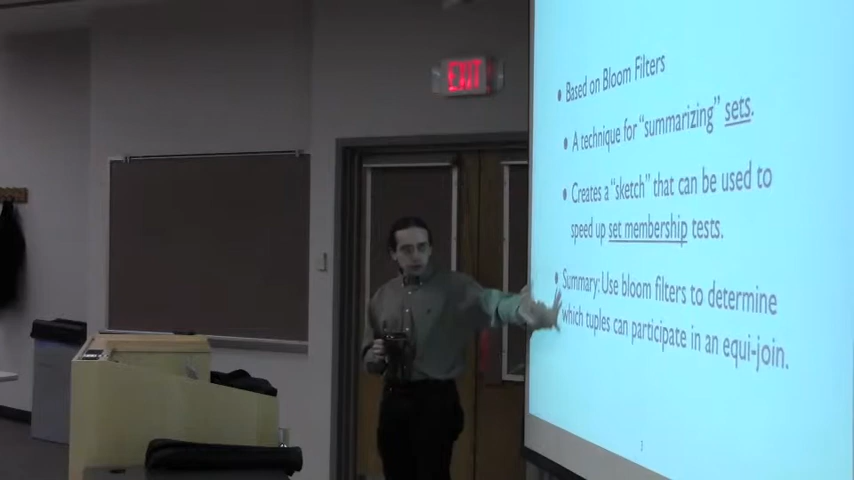 EXIT
• Based on Bloom Filters
• A technique for "summarizing" sets.
• Creates a "sketch" that can be used to
speed up set membership tests.
• Summary: Use bloom filters to determine
which tuples can participate in an equi-join.
3